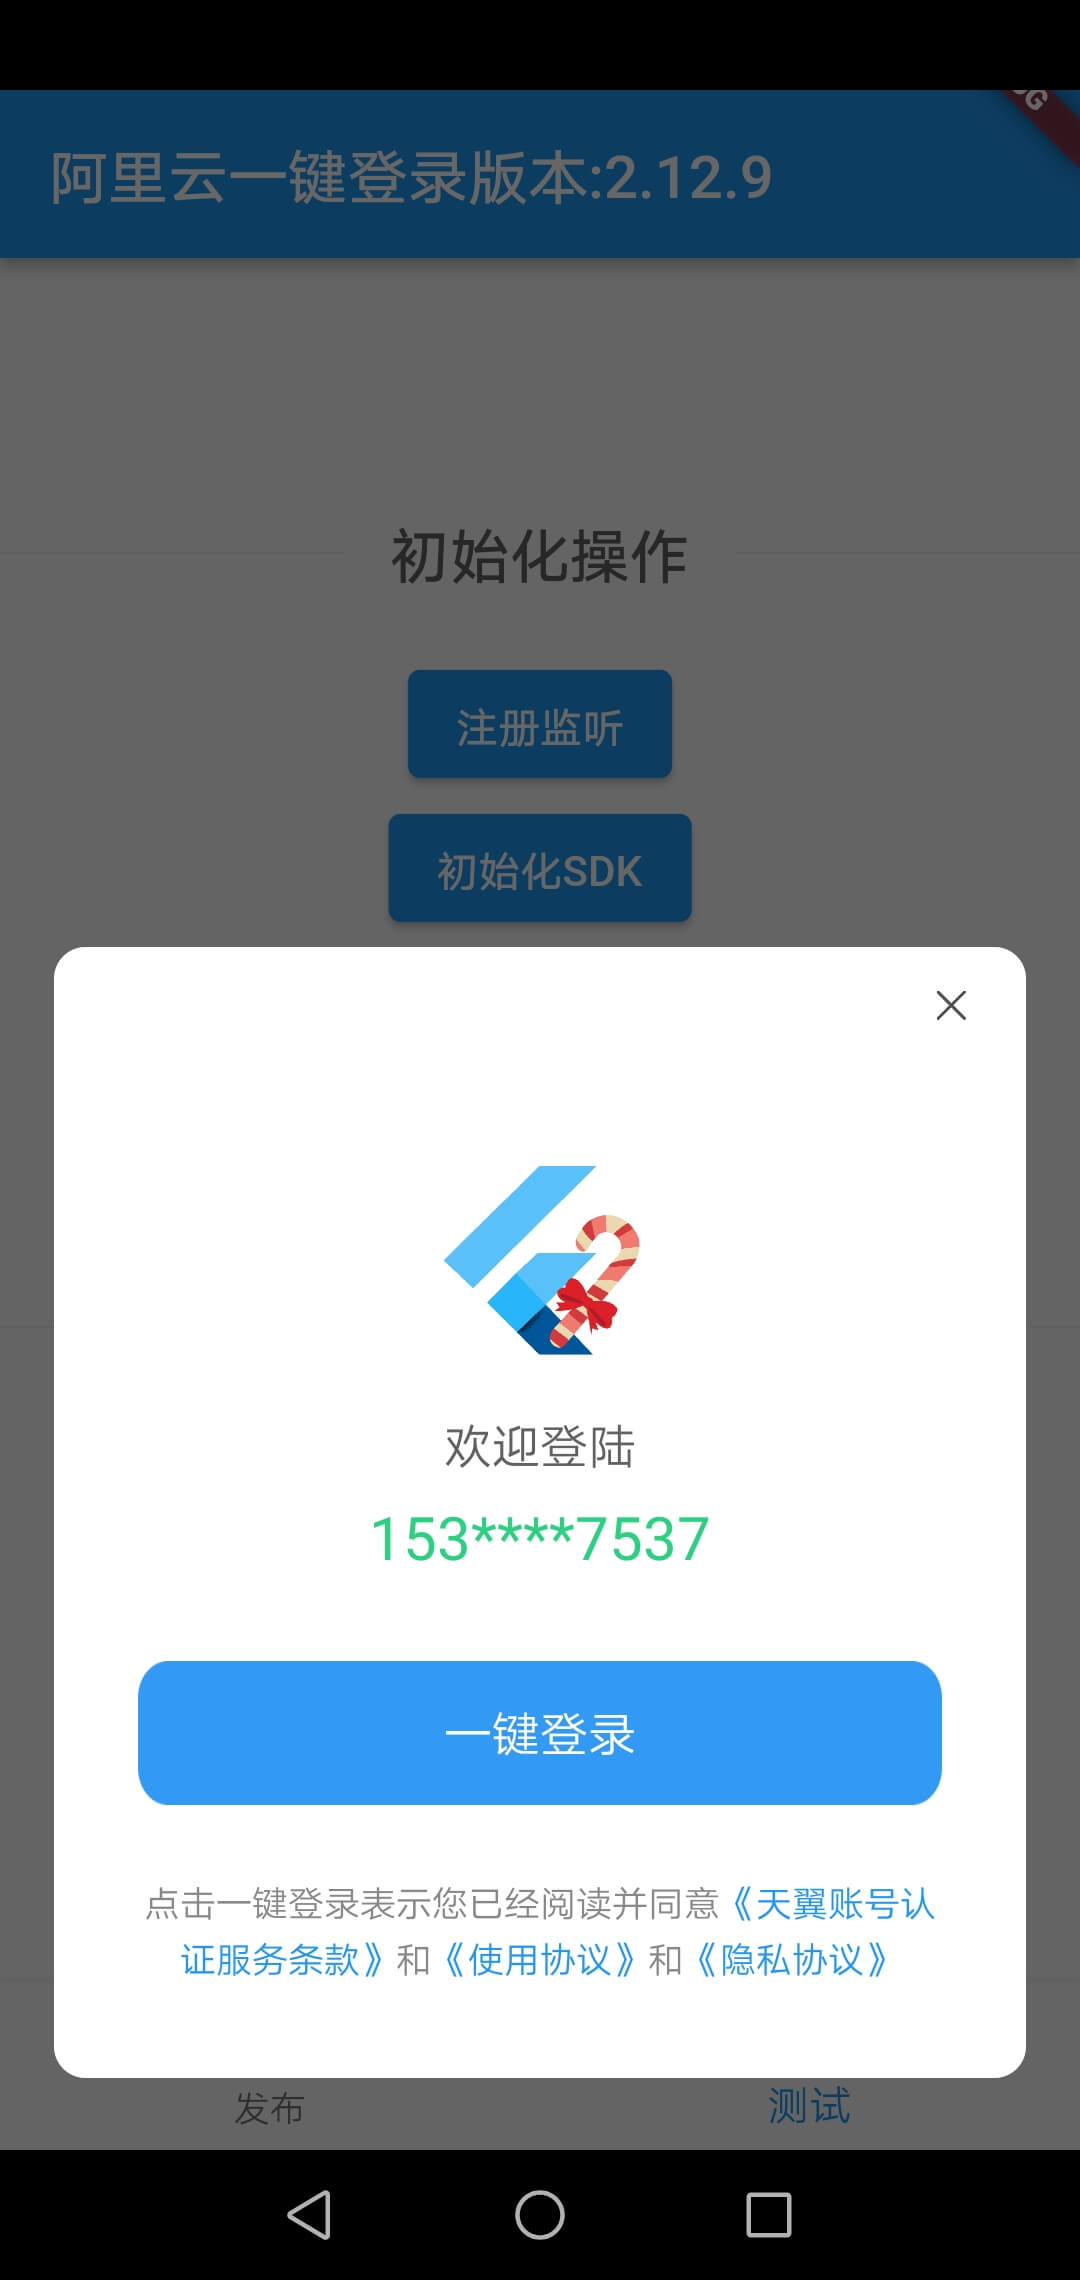 阿里云一键登录版本:2.12.9
初始化操作
注册监听
初始化SDK
欢迎登陆
153****7537
一键登录
点击一键登录表示您已经阅读并同意《天翼账号认
证服务条款》和《使用协议》和《隐私协议》
发布
测试